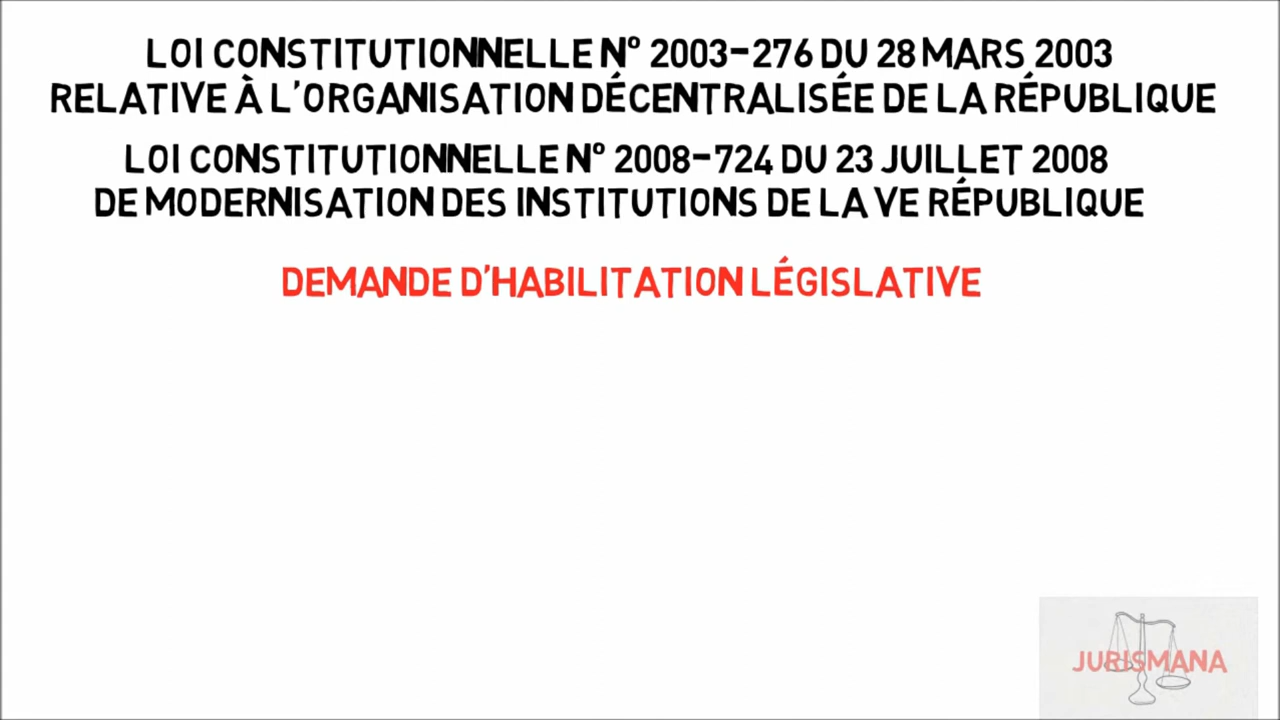 LOI CONSTITUTIONNELLE N° 2003-276 DU 28 MARS 2003
RELATIVE À L'ORGANISATION DÉCENTRALISÉE DE LA RÉPUBLIQUE
LOI CONSTITUTIONNELLE N° 2008-724 DU 23 JUILLET 2008
DE MODERNISATION DES INSTITUTIONS DE LA VE RÉPUBLIQUE
DEMANDE D'HABILITATION LÉGISLATIVE
JURISMANA